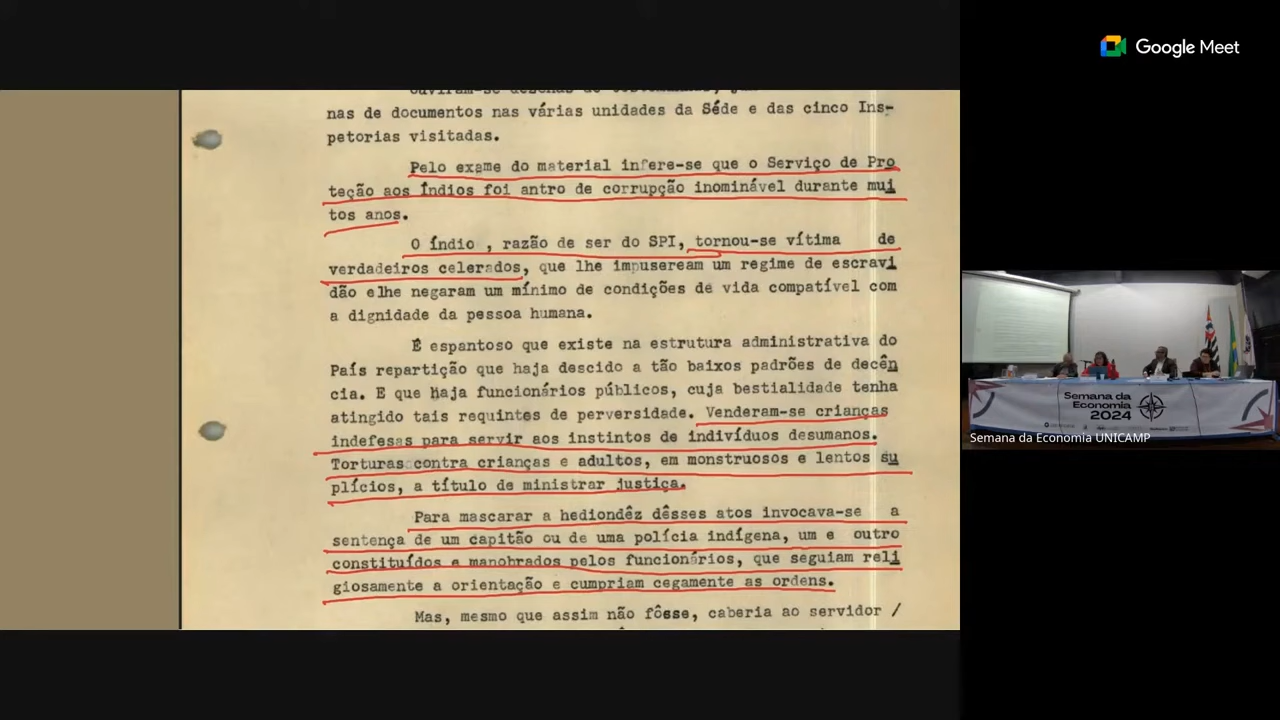 Google Meet
nas de documentos nas várias unidades da Séde e das cinco Ins-
petorias visitadas.
Pelo exame do material infere-se que o Serviço de Pro
teção aos Índios foi antro de corrupção inominável durante mui
tos anos.
O índio , razão de ser do SPI, tornou-se vítima de
verdadeiros celerados, que lhe impuseream um regime de escravi
dão e lhe negaram um mínimo de condições de vida compatível com
a dignidade da pessoa humana.
É espantoso que existe na estrutura administrativa do
País repartição que haja descido a tão baixos padrões de decên
cia. E que haja funcionários públicos, cuja bestialidade tenha
atingido tais requintes de perversidade. Venderam-se crianças
indefesas para servir aos instintos de indivíduos desumanos.
Torturas contra crianças e adultos, em monstruosos e lentos su
plícios, a título de ministrar justiça.
Para mascarar a hediondêz dêsses atos invocava-se a
sentença de um capitão ou de uma polícia indígena, um e outro
constituídos e manobrados pelos funcionários, que seguiam reli
giosamente a orientação e cumpriam cegamente as ordens.
Mas, mesmo que assim não fôsse, caberia ao servidor /
Semana da
Economia
2024
Semana da Economia UNICAMP